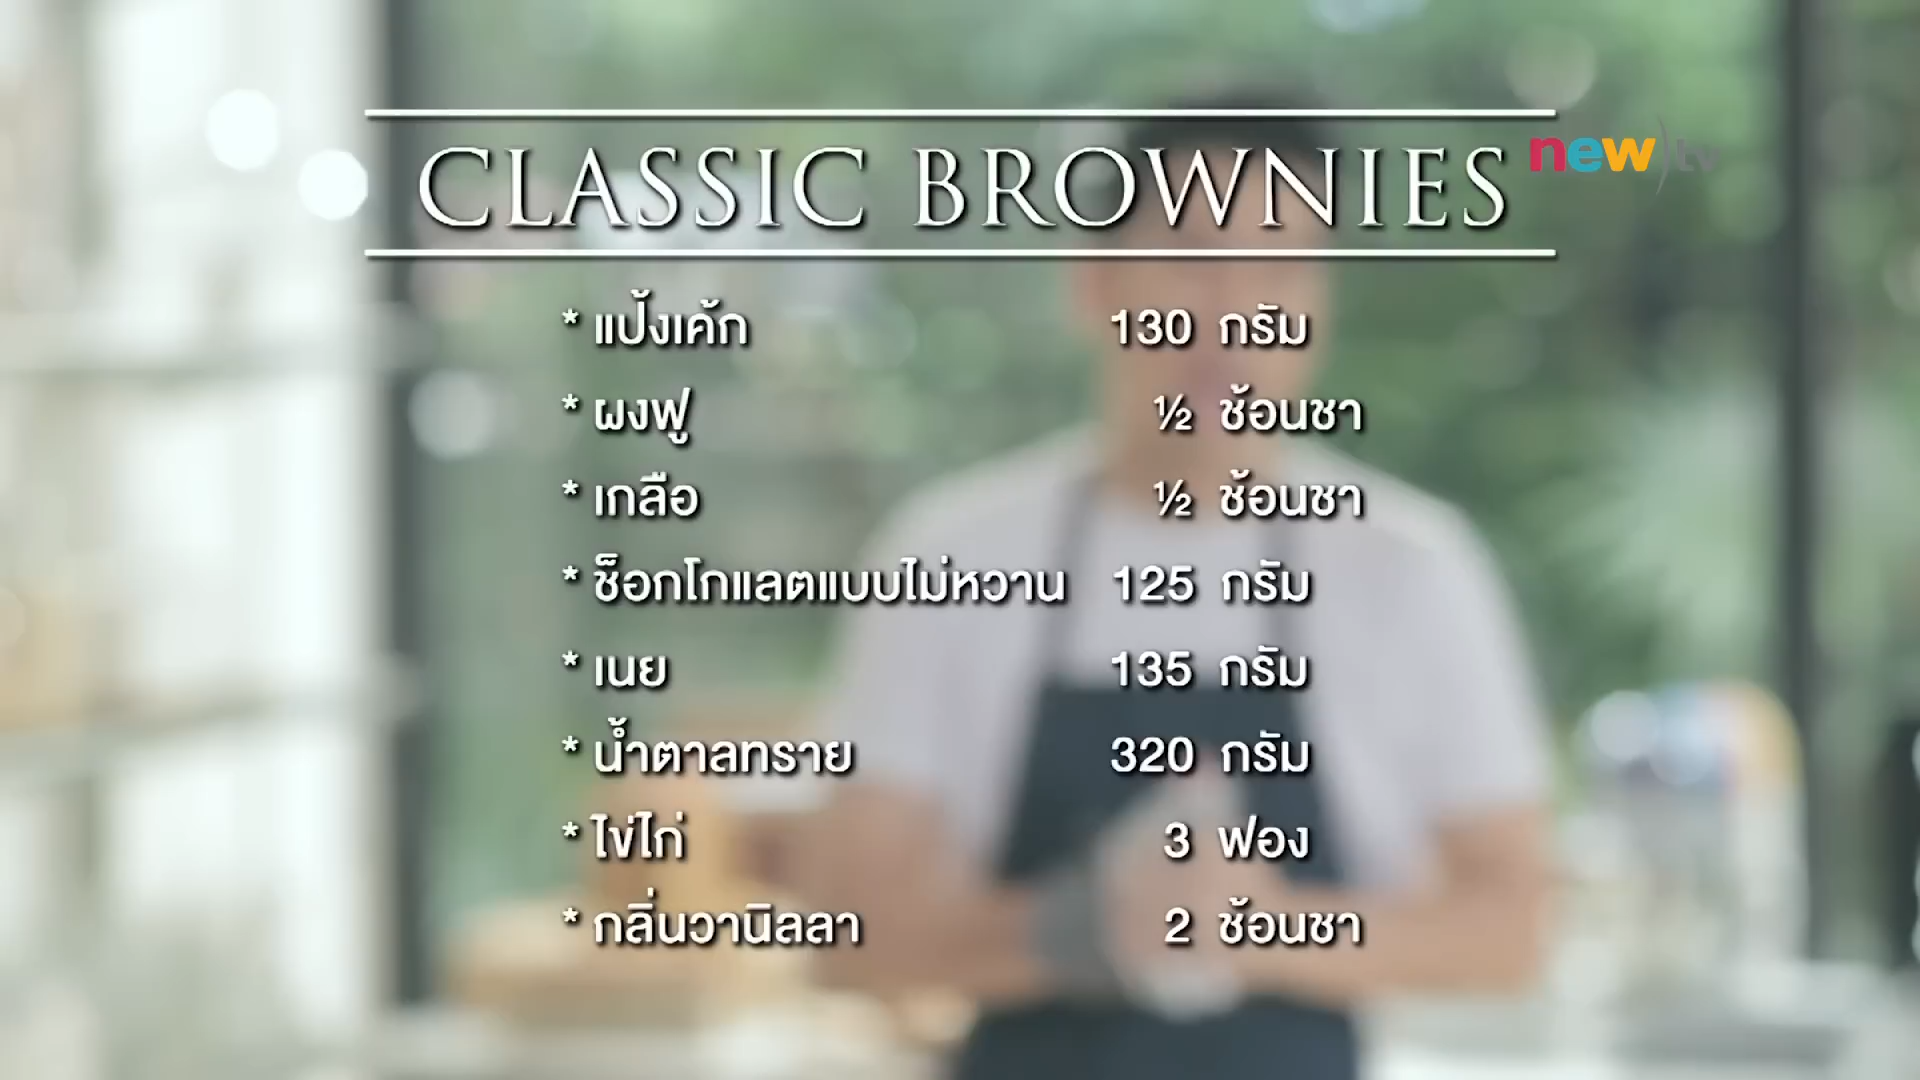 CLASSIC BROWNIES
new)tv
* แป้งเค้ก 130 กรัม
* ผงฟู ½ ช้อนชา
* เกลือ ½ ช้อนชา
* ช็อกโกแลตแบบไม่หวาน 125 กรัม
* เนย 135 กรัม
* น้ำตาลทราย 320 กรัม
* ไข่ไก่ 3 ฟอง
* กลิ่นวานิลลา 2 ช้อนชา